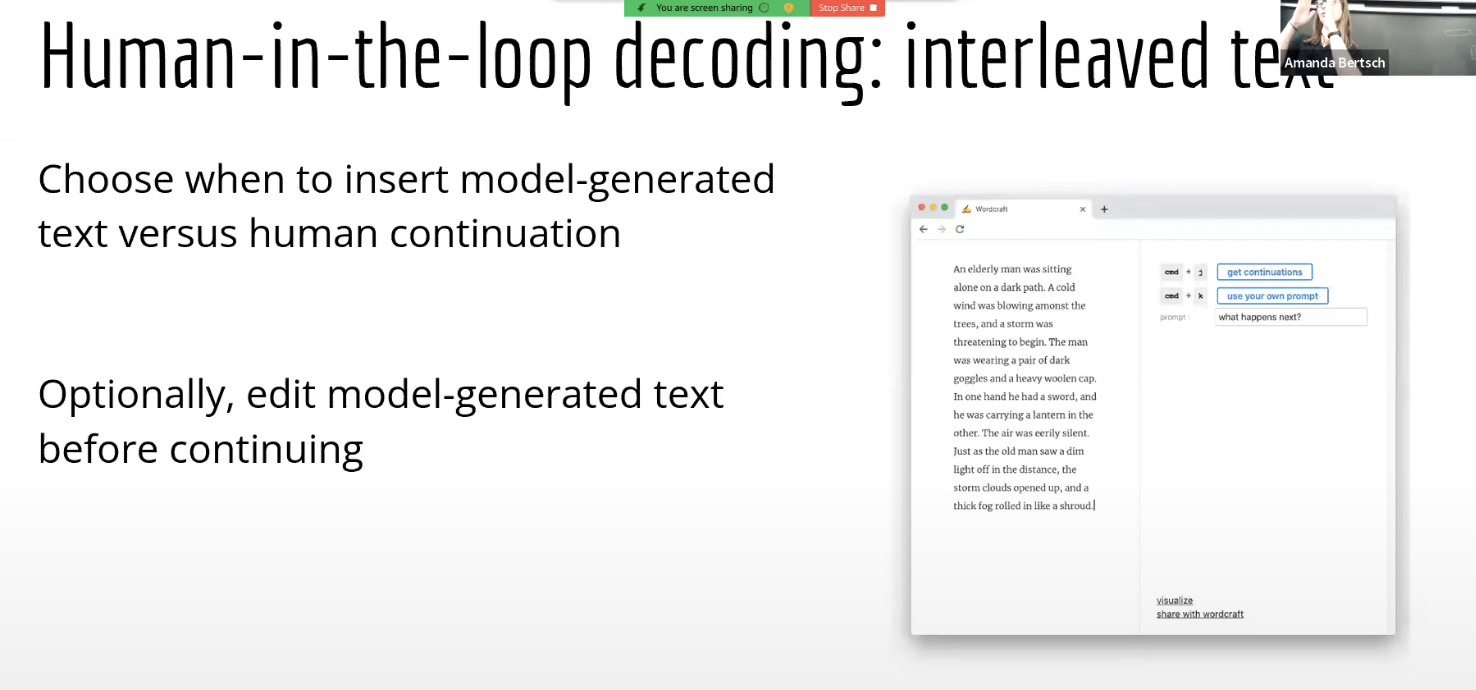 You are screen sharing
Stop Share
Human-in-the-loop decoding: interleaved text
Amanda Bertsch
Choose when to insert model-generated
text versus human continuation
Optionally, edit model-generated text
before continuing
Wordcraft
An elderly man was sitting
alone on a dark path. A cold
wind was blowing amonst the
trees, and a storm was
threatening to begin. The man
was wearing a pair of dark
goggles and a heavy woolen cap.
In one hand he had a sword, and
he was carrying a lantern in the
other. The air was eerily silent.
Just as the old man saw a dim
light off in the distance, the
storm clouds opened up, and a
thick fog rolled in like a shroud.
cmd + j get continuations
cmd + k use your own prompt
prompt : what happens next?
visualize
share with wordcraft